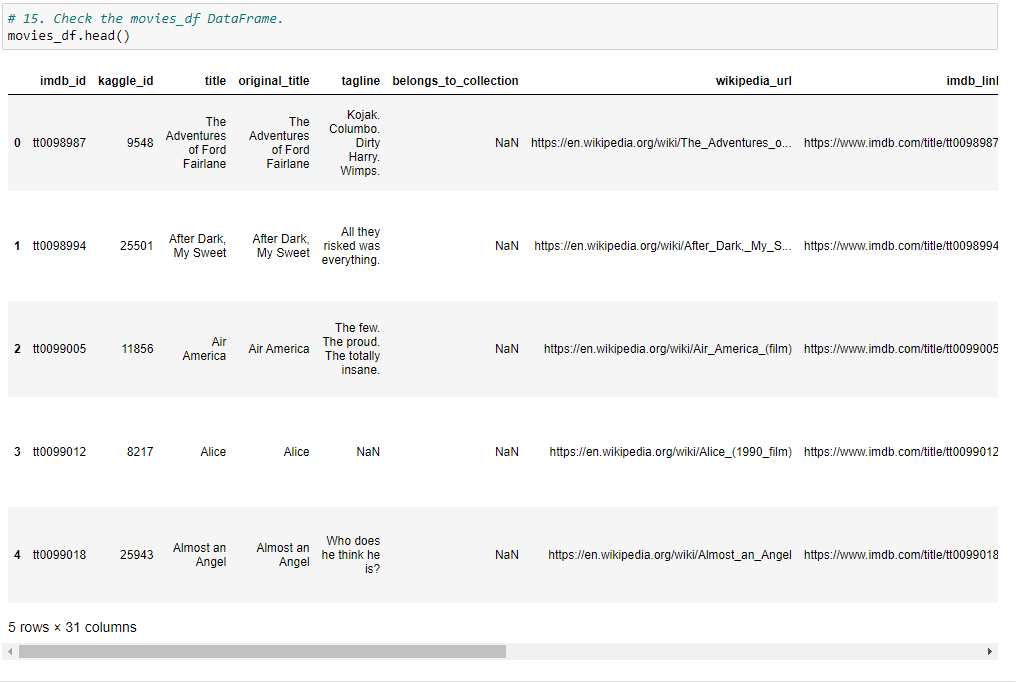 # 15. Check the movies_df DataFrame.
movies_df.head()
imdb_id kaggle_id title original_title tagline belongs_to_collection wikipedia_url imdb_link
0 tt0098987 9548 The Adventures of Ford Fairlane The Adventures of Ford Fairlane Kojak. Columbo. Dirty Harry. Wimps. NaN https://en.wikipedia.org/wiki/The_Adventures_o... https://www.imdb.com/title/tt0098987
1 tt0098994 25501 After Dark, My Sweet After Dark, My Sweet All they risked was everything. NaN https://en.wikipedia.org/wiki/After_Dark,_My_S... https://www.imdb.com/title/tt0098994
2 tt0099005 11856 Air America Air America The few. The proud. The totally insane. NaN https://en.wikipedia.org/wiki/Air_America_(film) https://www.imdb.com/title/tt0099005
3 tt0099012 8217 Alice Alice NaN NaN https://en.wikipedia.org/wiki/Alice_(1990_film) https://www.imdb.com/title/tt0099012
4 tt0099018 25943 Almost an Angel Almost an Angel Who does he think he is? NaN https://en.wikipedia.org/wiki/Almost_an_Angel https://www.imdb.com/title/tt0099018
5 rows × 31 columns